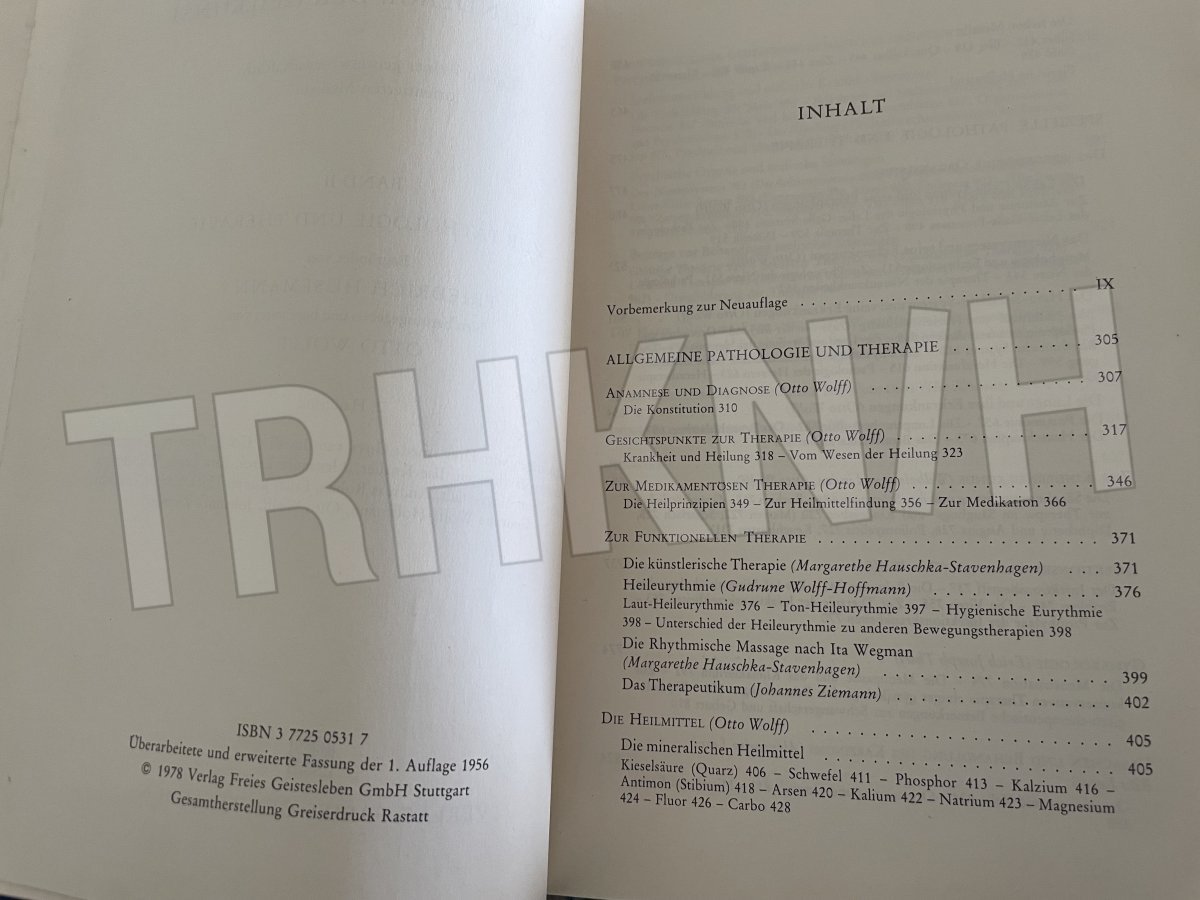 ISBN 3 7725 0531 7
Überarbeitete und erweiterte Fassung der 1. Auflage 1956
© 1978 Verlag Freies Geistesleben GmbH Stuttgart
Gesamtherstellung Greiserdruck Rastatt
INHALT
Vorbemerkung zur Neuauflage . . . . . . . . . . . . . . . . . . . . IX
ALLGEMEINE PATHOLOGIE UND THERAPIE . . . . . . . . . . 305
ANAMNESE UND DIAGNOSE (Otto Wolff) . . . . . . . . . . . . . . . . 307
Die Konstitution 310
GESICHTSPUNKTE ZUR THERAPIE (Otto Wolff) . . . . . . . . . . . . . . 317
Krankheit und Heilung 318 – Vom Wesen der Heilung 323
ZUR MEDIKAMENTÖSEN THERAPIE (Otto Wolff) . . . . . . . . . . . . . 346
Die Heilprinzipien 349 – Zur Heilmittelfindung 356 – Zur Medikation 366
ZUR FUNKTIONELLEN THERAPIE . . . . . . . . . . . . . . . . . . . . 371
Die künstlerische Therapie (Margarethe Hauschka-Stavenhagen) . . . 371
Heileurythmie (Gudrune Wolff-Hoffmann) . . . . . . . . . . . . . 376
Laut-Heileurythmie 376 – Ton-Heileurythmie 397 – Hygienische Eurythmie
398 – Unterschied der Heileurythmie zu anderen Bewegungstherapien 398
Die Rhythmische Massage nach Ita Wegman
(Margarethe Hauschka-Stavenhagen) . . . . . . . . . . . . . . . . 399
Das Therapeutikum (Johannes Ziemann) . . . . . . . . . . . . . . . 402
DIE HEILMITTEL (Otto Wolff) . . . . . . . . . . . . . . . . . . . . . 405
Die mineralischen Heilmittel . . . . . . . . . . . . . . . . . . . . 405
Kieselsäure (Quarz) 406 – Schwefel 411 – Phosphor 413 – Kalzium 416 –
Antimon (Stibium) 418 – Arsen 420 – Kalium 422 – Natrium 423 – Magnesium
424 – Fluor 426 – Carbo 428
TRHKN/H